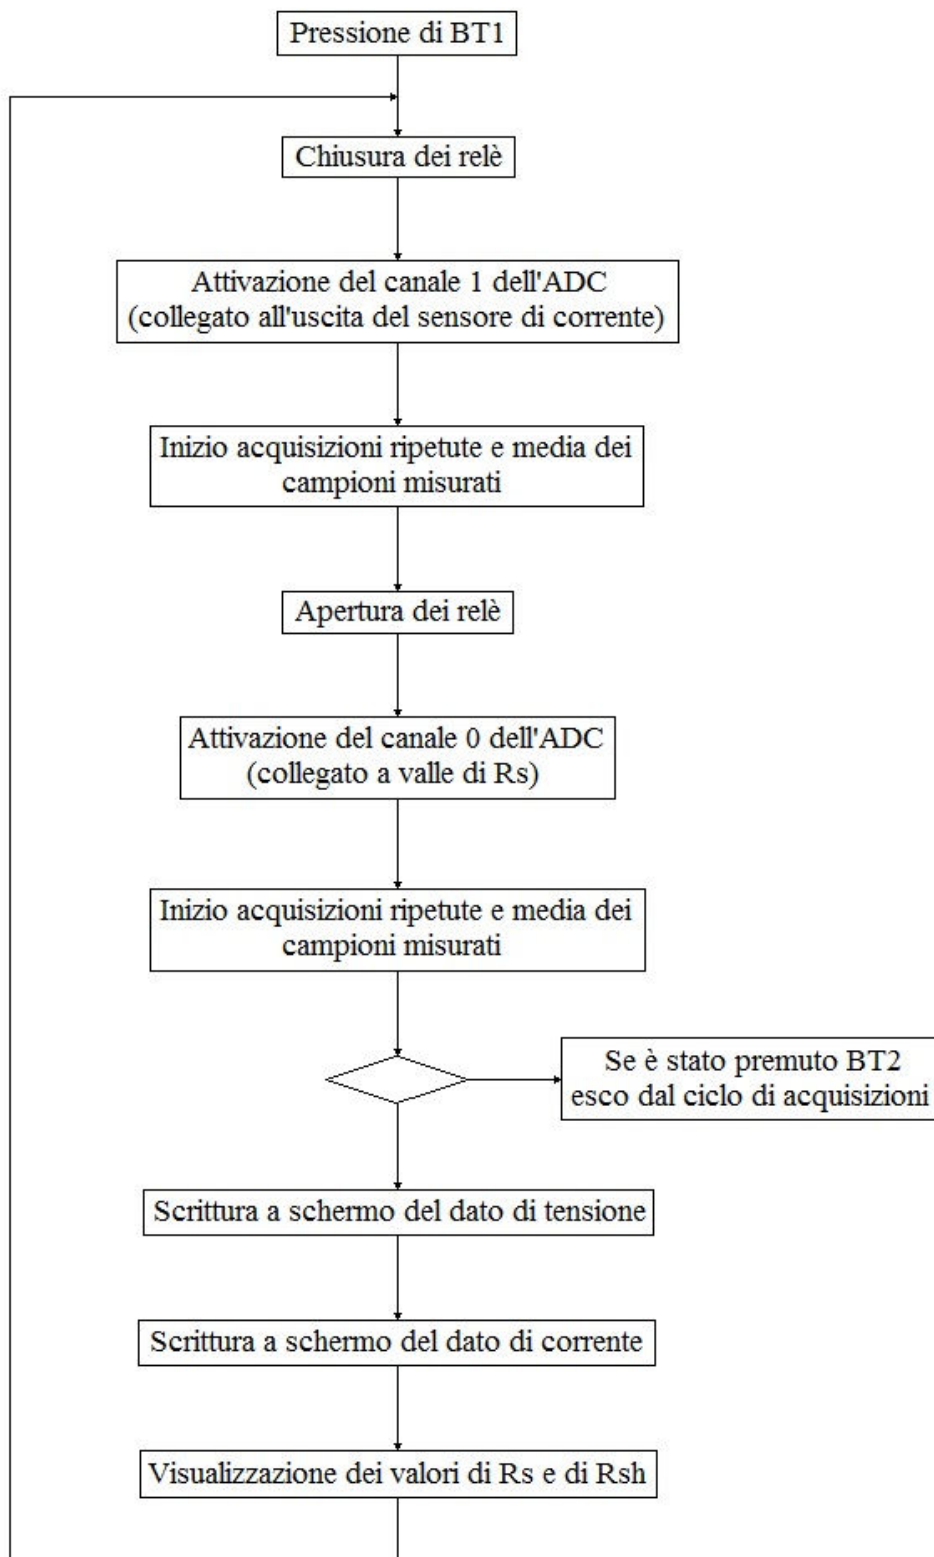 Pressione di BT1
Chiusura dei relè
Attivazione del canale 1 dell'ADC
(collegato all'uscita del sensore di corrente)
Inizio acquisizioni ripetute e media dei
campioni misurati
Apertura dei relè
Attivazione del canale 0 dell'ADC
(collegato a valle di Rs)
Inizio acquisizioni ripetute e media dei
campioni misurati
Se è stato premuto BT2
esco dal ciclo di acquisizioni
Scrittura a schermo del dato di tensione
Scrittura a schermo del dato di corrente
Visualizzazione dei valori di Rs e di Rsh